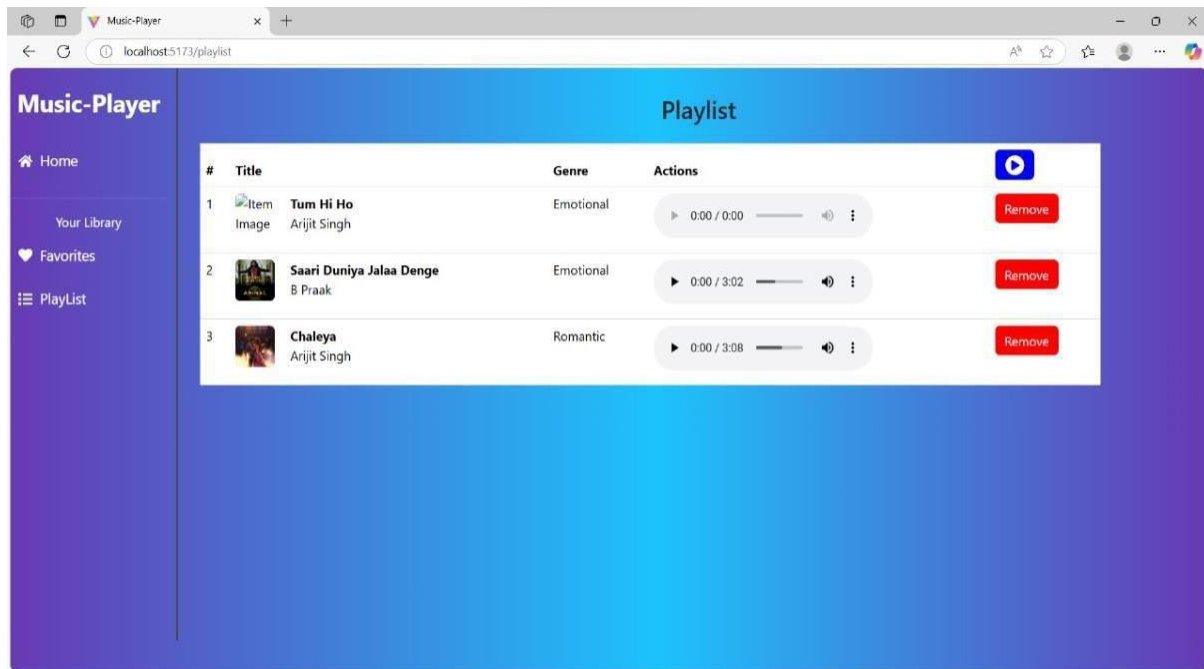 Music-Player
localhost:5173/playlist
Music-Player
Home
Your Library
Favorites
PlayList
Playlist
# Title Genre Actions
1 Item Image Tum Hi Ho Emotional 0:00 / 0:00 Remove
Arijit Singh
2 Saari Duniya Jalaa Denge Emotional 0:00 / 3:02 Remove
B Praak
3 Chaleya Romantic 0:00 / 3:08 Remove
Arijit Singh